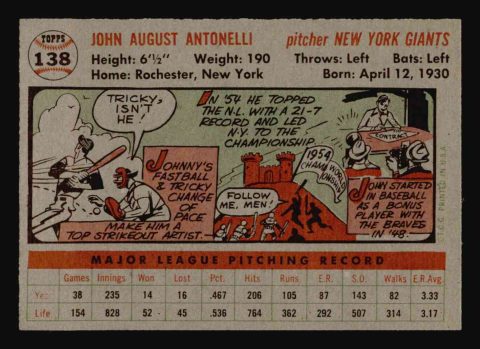 TOPPS
138
JOHN AUGUST ANTONELLI
pitcher NEW YORK GIANTS
Height: 6'½" Weight: 190 Throws: Left Bats: Left
Home: Rochester, New York Born: April 12, 1930
TRICKY,
ISN'T
HE!
JOHNNY'S
FASTBALL
& TRICKY
CHANGE
OF
PACE
MAKE HIM A
TOP STRIKEOUT ARTIST.
IN '54 HE TOPPED
THE N.L. WITH A 21-7
RECORD AND LED
N.Y. TO THE
CHAMPIONSHIP.
FOLLOW
ME, MEN!
1954
CHAMPIONSHIP
CONTRACT
JOHN STARTED
IN BASEBALL
AS A BONUS
PLAYER WITH
THE BRAVES
IN '48.
T.C.G. PRINTED IN U.S.A.
MAJOR LEAGUE PITCHING RECORD
Games Innings Won Lost Pct. Hits Runs E.R. S.O. Walks E.R.Avg
Year 38 235 14 16 .467 206 105 87 143 82 3.33
Life 154 828 52 45 .536 764 362 292 507 314 3.17